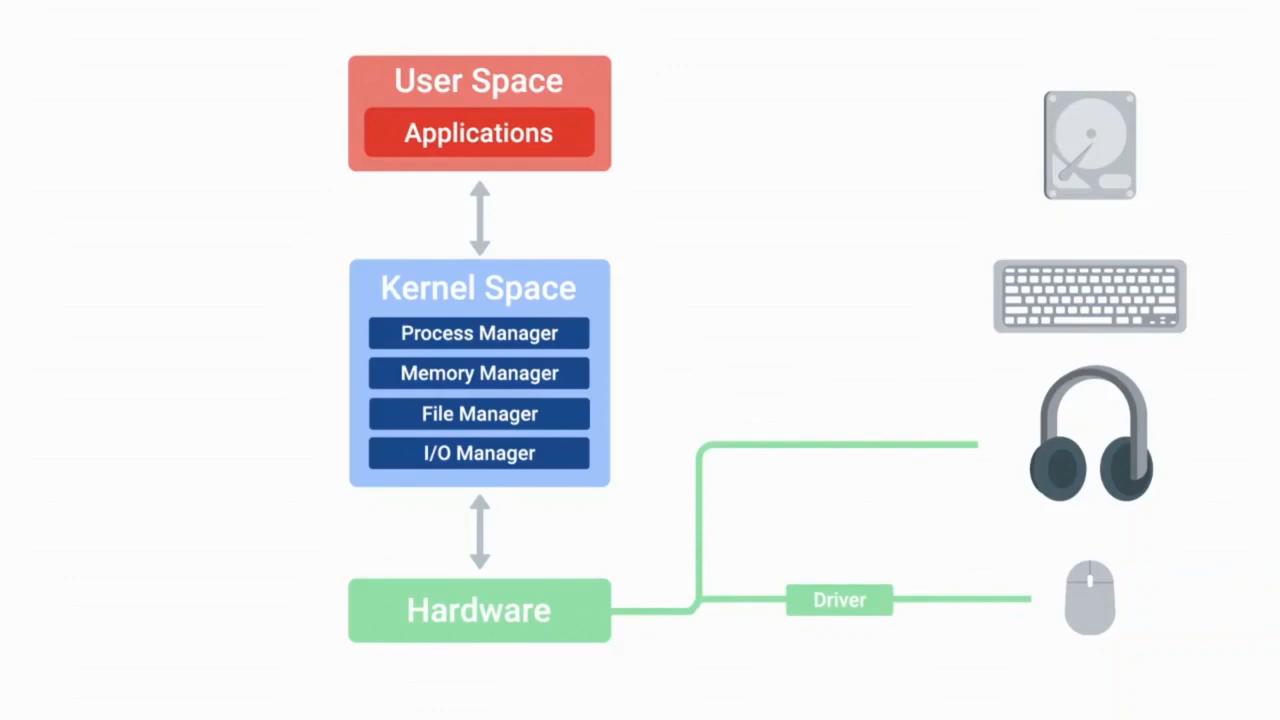 User Space
Applications
Kernel Space
Process Manager
Memory Manager
File Manager
I/O Manager
Hardware
Driver